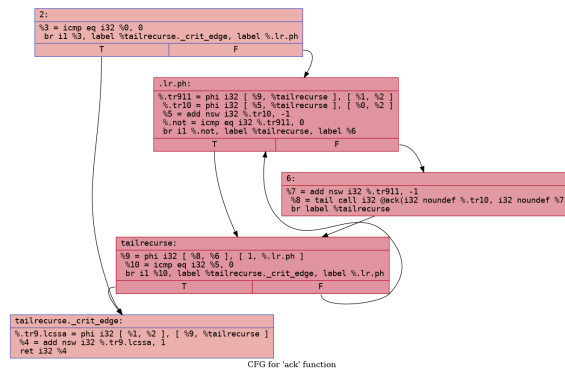 2:
%3 = icmp eq i32 %0, 0
br i1 %3, label %tailrecurse._crit_edge, label %.lr.ph
T F
.lr.ph:
%.tr911 = phi i32 [ %9, %tailrecurse ], [ %1, %2 ]
%.tr10 = phi i32 [ %5, %tailrecurse ], [ %0, %2 ]
%5 = add nsw i32 %.tr10, -1
%.not = icmp eq i32 %.tr911, 0
br i1 %.not, label %tailrecurse, label %6
T F
6:
%7 = add nsw i32 %.tr911, -1
%8 = tail call i32 @ack(i32 noundef %.tr10, i32 noundef %7
br label %tailrecurse
tailrecurse:
%9 = phi i32 [ %8, %6 ], [ 1, %.lr.ph ]
%10 = icmp eq i32 %5, 0
br i1 %10, label %tailrecurse._crit_edge, label %.lr.ph
T F
tailrecurse._crit_edge:
%.tr9.lcssa = phi i32 [ %1, %2 ], [ %9, %tailrecurse ]
%4 = add nsw i32 %.tr9.lcssa, 1
ret i32 %4
CFG for 'ack' function